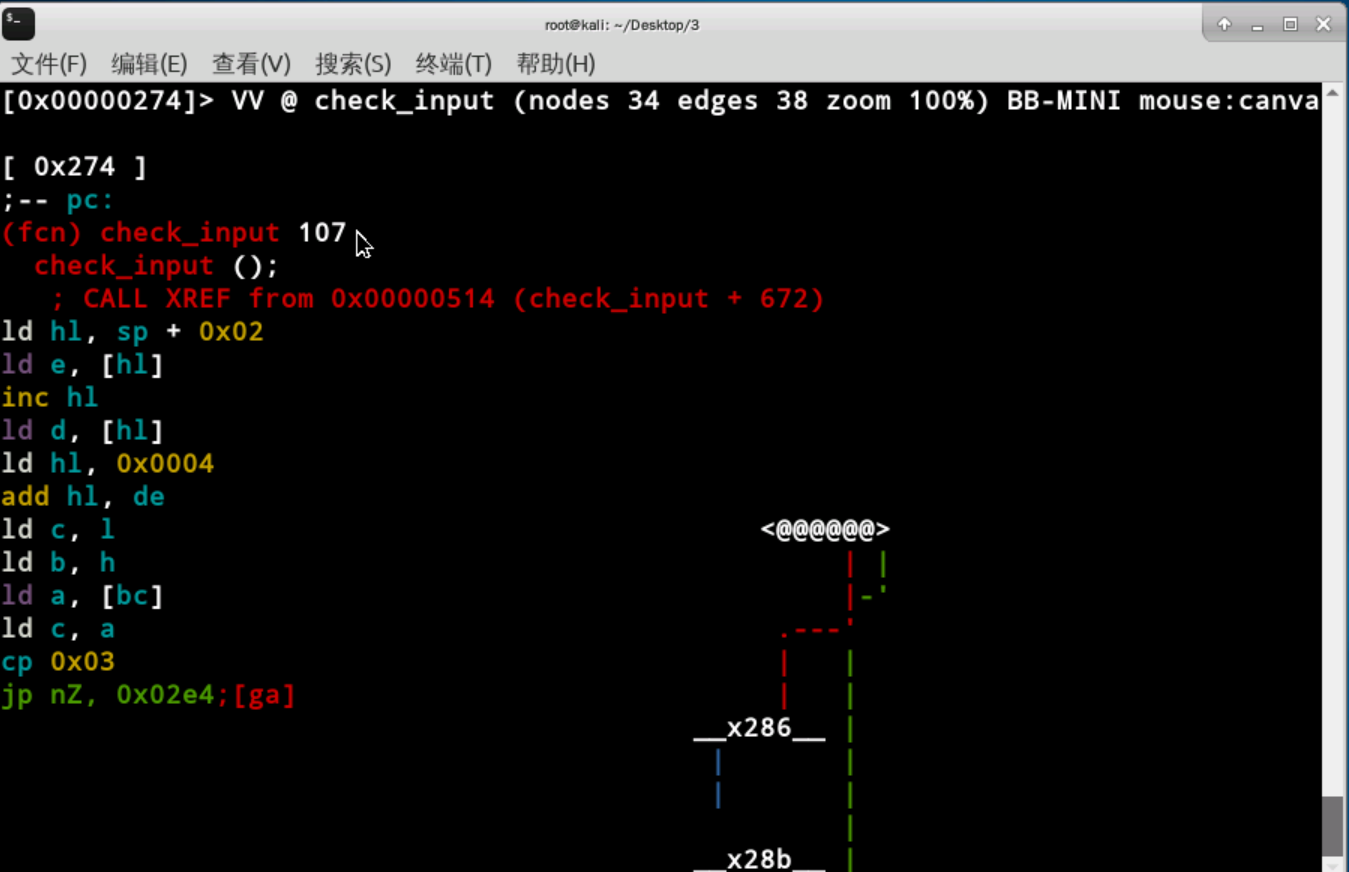 root@kali: ~/Desktop/3
文件(F) 编辑(E) 查看(V) 搜索(S) 终端(T) 帮助(H)
[0x00000274]> VV @ check_input (nodes 34 edges 38 zoom 100%) BB-MINI mouse:canva
[ 0x274 ]
;-- pc:
(fcn) check_input 107
check_input ();
; CALL XREF from 0x00000514 (check_input + 672)
ld hl, sp + 0x02
ld e, [hl]
inc hl
ld d, [hl]
ld hl, 0x0004
add hl, de
ld c, l
ld b, h
ld a, [bc]
ld c, a
cp 0x03
jp nZ, 0x02e4;[ga]
<@@@@@@>
__x286__
__x28b__